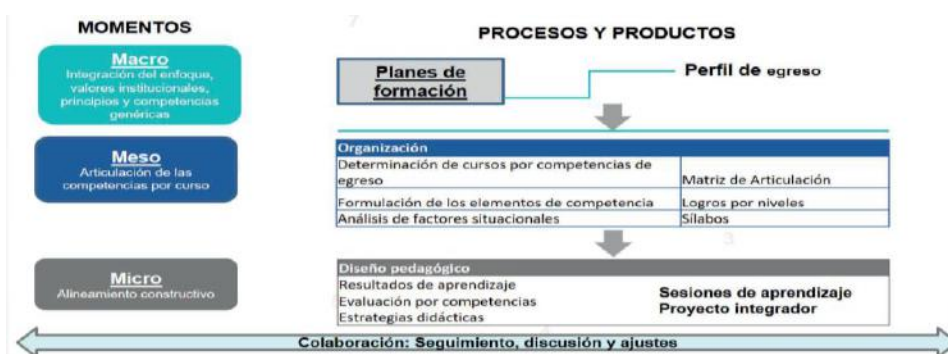 MOMENTOS
PROCESOS Y PRODUCTOS
Macro
Integración del enfoque,
valores institucionales,
principios y competencias
genéricas
Planes de
formación
Perfil de egreso
Meso
Articulación de las
competencias por curso
Organización
Determinación de cursos por competencias de
egreso
Matriz de Articulación
Formulación de los elementos de competencia
Logros por niveles
Análisis de factores situacionales
Sílabos
Micro
Alineamiento constructivo
Diseño pedagógico
Resultados de aprendizaje
Evaluación por competencias
Estrategias didácticas
Sesiones de aprendizaje
Proyecto integrador
Colaboración: Seguimiento, discusión y ajustes